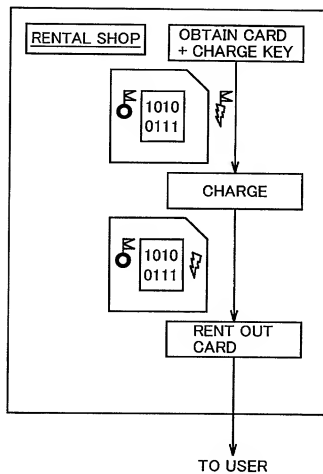 RENTAL SHOP
OBTAIN CARD
+ CHARGE KEY
M
M
1010
0111
CHARGE
M
1010
0111
RENT OUT
CARD
TO USER